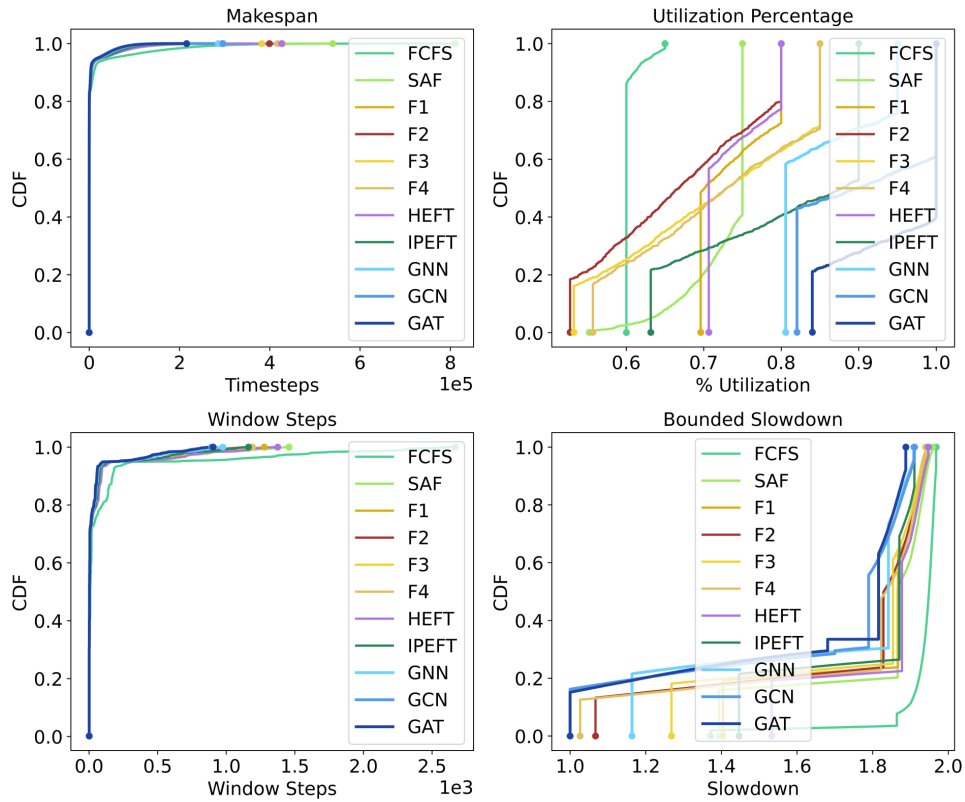 Makespan
CDF
1.0
0.8
0.6
0.4
0.2
0.0
FCFS
SAF
F1
F2
F3
F4
HEFT
IPEFT
GNN
GCN
GAT
0 2 4 6 8
1e5
Timesteps
Utilization Percentage
CDF
1.0
0.8
0.6
0.4
0.2
0.0
FCFS
SAF
F1
F2
F3
F4
HEFT
IPEFT
GNN
GCN
GAT
0.6 0.7 0.8 0.9 1.0
% Utilization
Window Steps
CDF
1.0
0.8
0.6
0.4
0.2
0.0
FCFS
SAF
F1
F2
F3
F4
HEFT
IPEFT
GNN
GCN
GAT
0.0 0.5 1.0 1.5 2.0 2.5
1e3
Window Steps
Bounded Slowdown
CDF
1.0
0.8
0.6
0.4
0.2
0.0
FCFS
SAF
F1
F2
F3
F4
HEFT
IPEFT
GNN
GCN
GAT
1.0 1.2 1.4 1.6 1.8 2.0
Slowdown